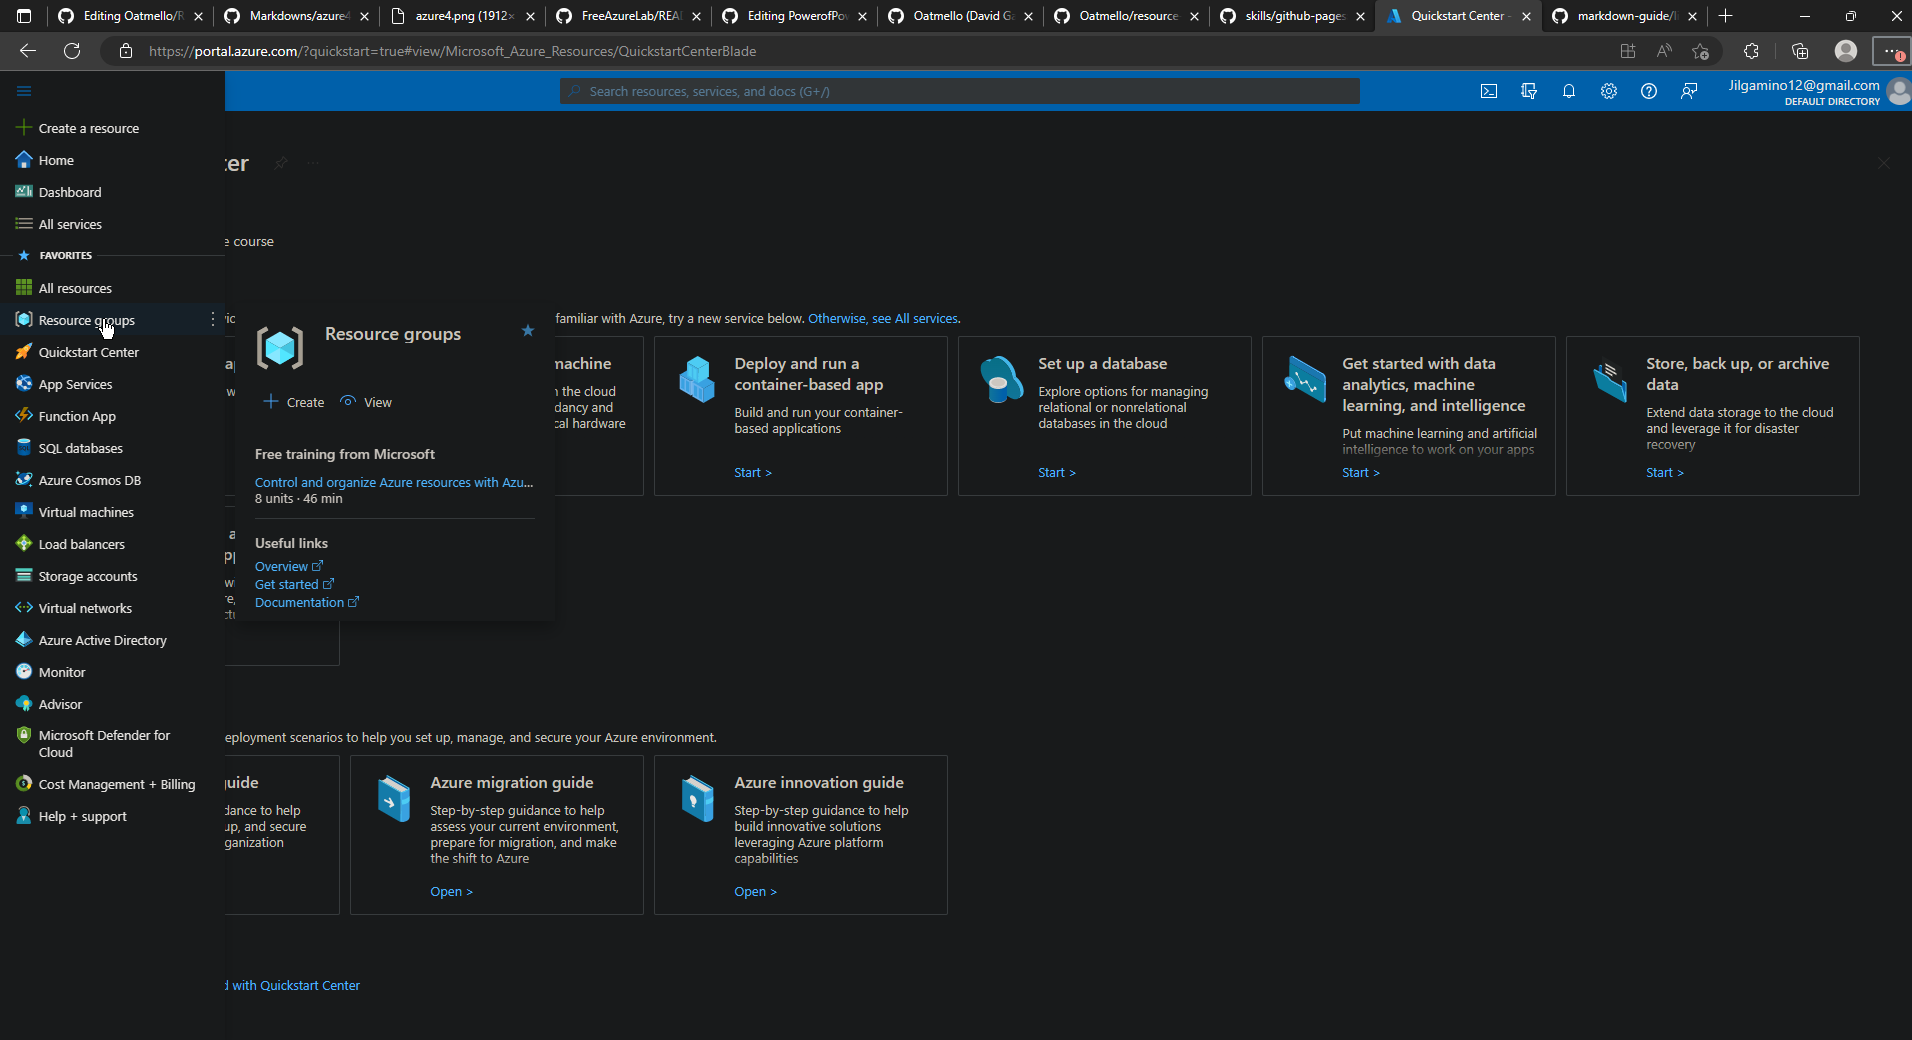 Editing Oatmello/R
Markdowns/azure4
azure4.png (1912×
FreeAzureLab/REA
Editing PowerofPo
Oatmello (David G
Oatmello/resource
skills/github-pages
Quickstart Center -
markdown-guide/
https://portal.azure.com/?quickstart=true#view/Microsoft_Azure_Resources/QuickstartCenterBlade
Search resources, services, and docs (G+/)
Jilgamino12@gmail.com
DEFAULT DIRECTORY
Create a resource
Home
Dashboard
All services
FAVORITES
All resources
Resource groups
Quickstart Center
App Services
Function App
SQL databases
Azure Cosmos DB
Virtual machines
Load balancers
Storage accounts
Virtual networks
Azure Active Directory
Monitor
Advisor
Microsoft Defender for
Cloud
Cost Management + Billing
Help + support
ter
e course
familiar with Azure, try a new service below. Otherwise, see All services.
Resource groups
Create
View
Free training from Microsoft
Control and organize Azure resources with Azu...
8 units · 46 min
Useful links
Overview
Get started
Documentation
machine
the cloud
dancy and
cal hardware
Deploy and run a
container-based app
Build and run your container-
based applications
Start >
Set up a database
Explore options for managing
relational or nonrelational
databases in the cloud
Start >
Get started with data
analytics, machine
learning, and intelligence
Put machine learning and artificial
intelligence to work on your apps
Start >
Store, back up, or archive
data
Extend data storage to the cloud
and leverage it for disaster
recovery
Start >
eployment scenarios to help you set up, manage, and secure your Azure environment.
uide
dance to help
up, and secure
ganization
Azure migration guide
Step-by-step guidance to help
assess your current environment,
prepare for migration, and make
the shift to Azure
Open >
Azure innovation guide
Step-by-step guidance to help
build innovative solutions
leveraging Azure platform
capabilities
Open >
d with Quickstart Center